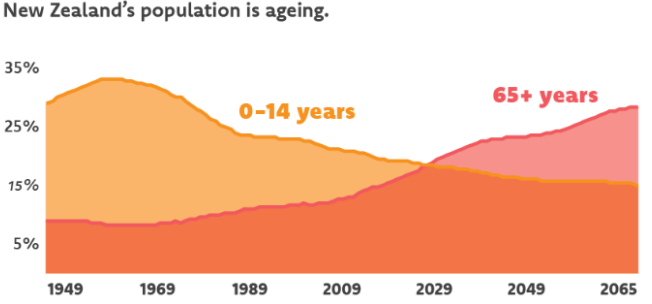 New Zealand's population is ageing.
35%
65+ years
0–14 years
25%
15%
5%
1949 1969 1989 2009 2029 2049 2065